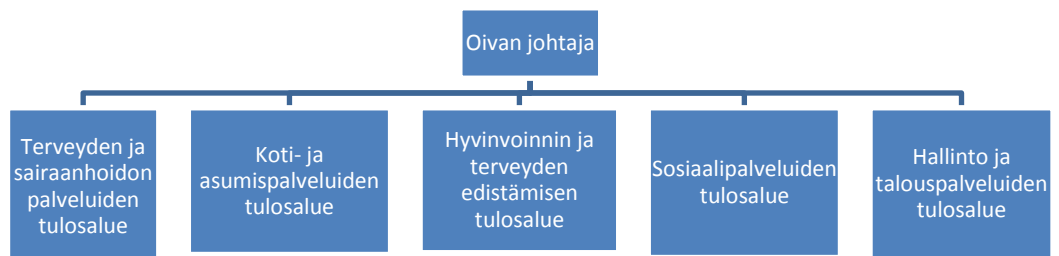 Oivan johtaja
Terveyden ja
sairaanhoidon
palveluiden
tulosalue
Koti- ja
asumispalveluiden
tulosalue
Hyvinvoinnin ja
terveyden
edistämisen
tulosalue
Sosiaalipalveluiden
tulosalue
Hallinto ja
talouspalveluiden
tulosalue